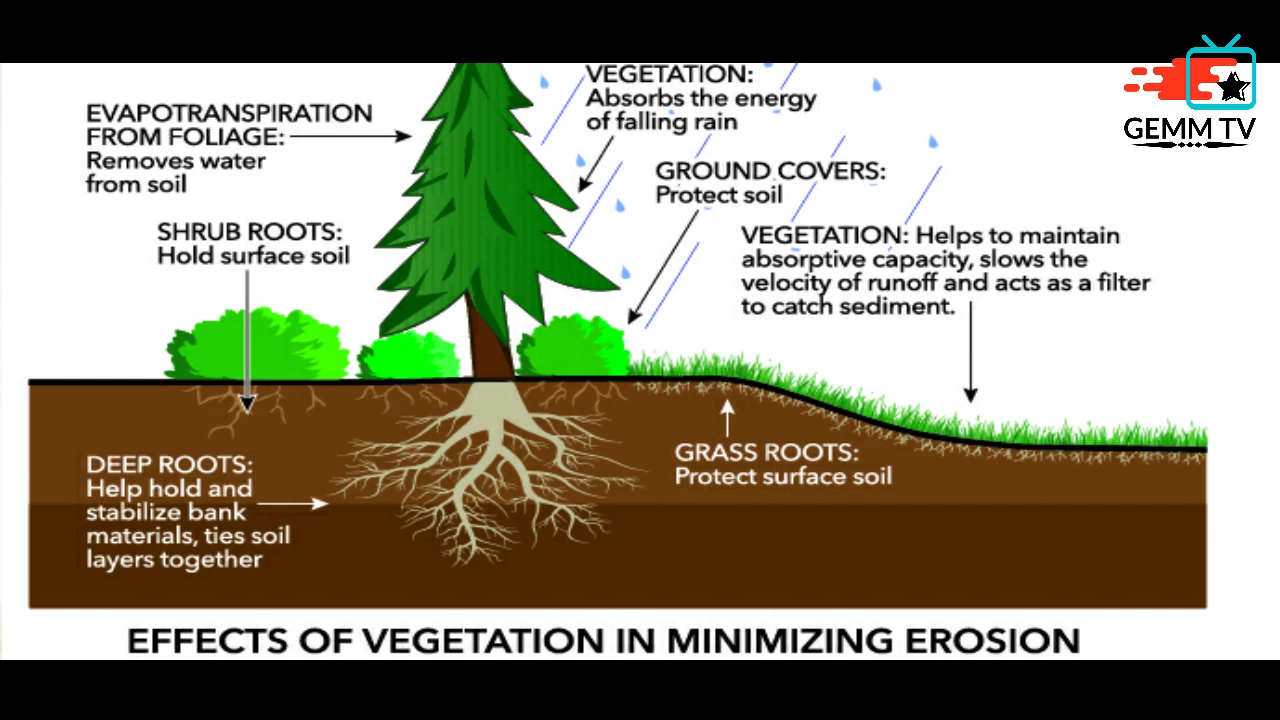 GEMM TV
VEGETATION:
Absorbs the energy
of falling rain
EVAPOTRANSPIRATION
FROM FOLIAGE:
Removes water
from soil
GROUND COVERS:
Protect soil
SHRUB ROOTS:
Hold surface soil
VEGETATION: Helps to maintain
absorptive capacity, slows the
velocity of runoff and acts as a filter
to catch sediment.
GRASS ROOTS:
Protect surface soil
DEEP ROOTS:
Help hold and
stabilize bank
materials, ties soil
layers together
EFFECTS OF VEGETATION IN MINIMIZING EROSION